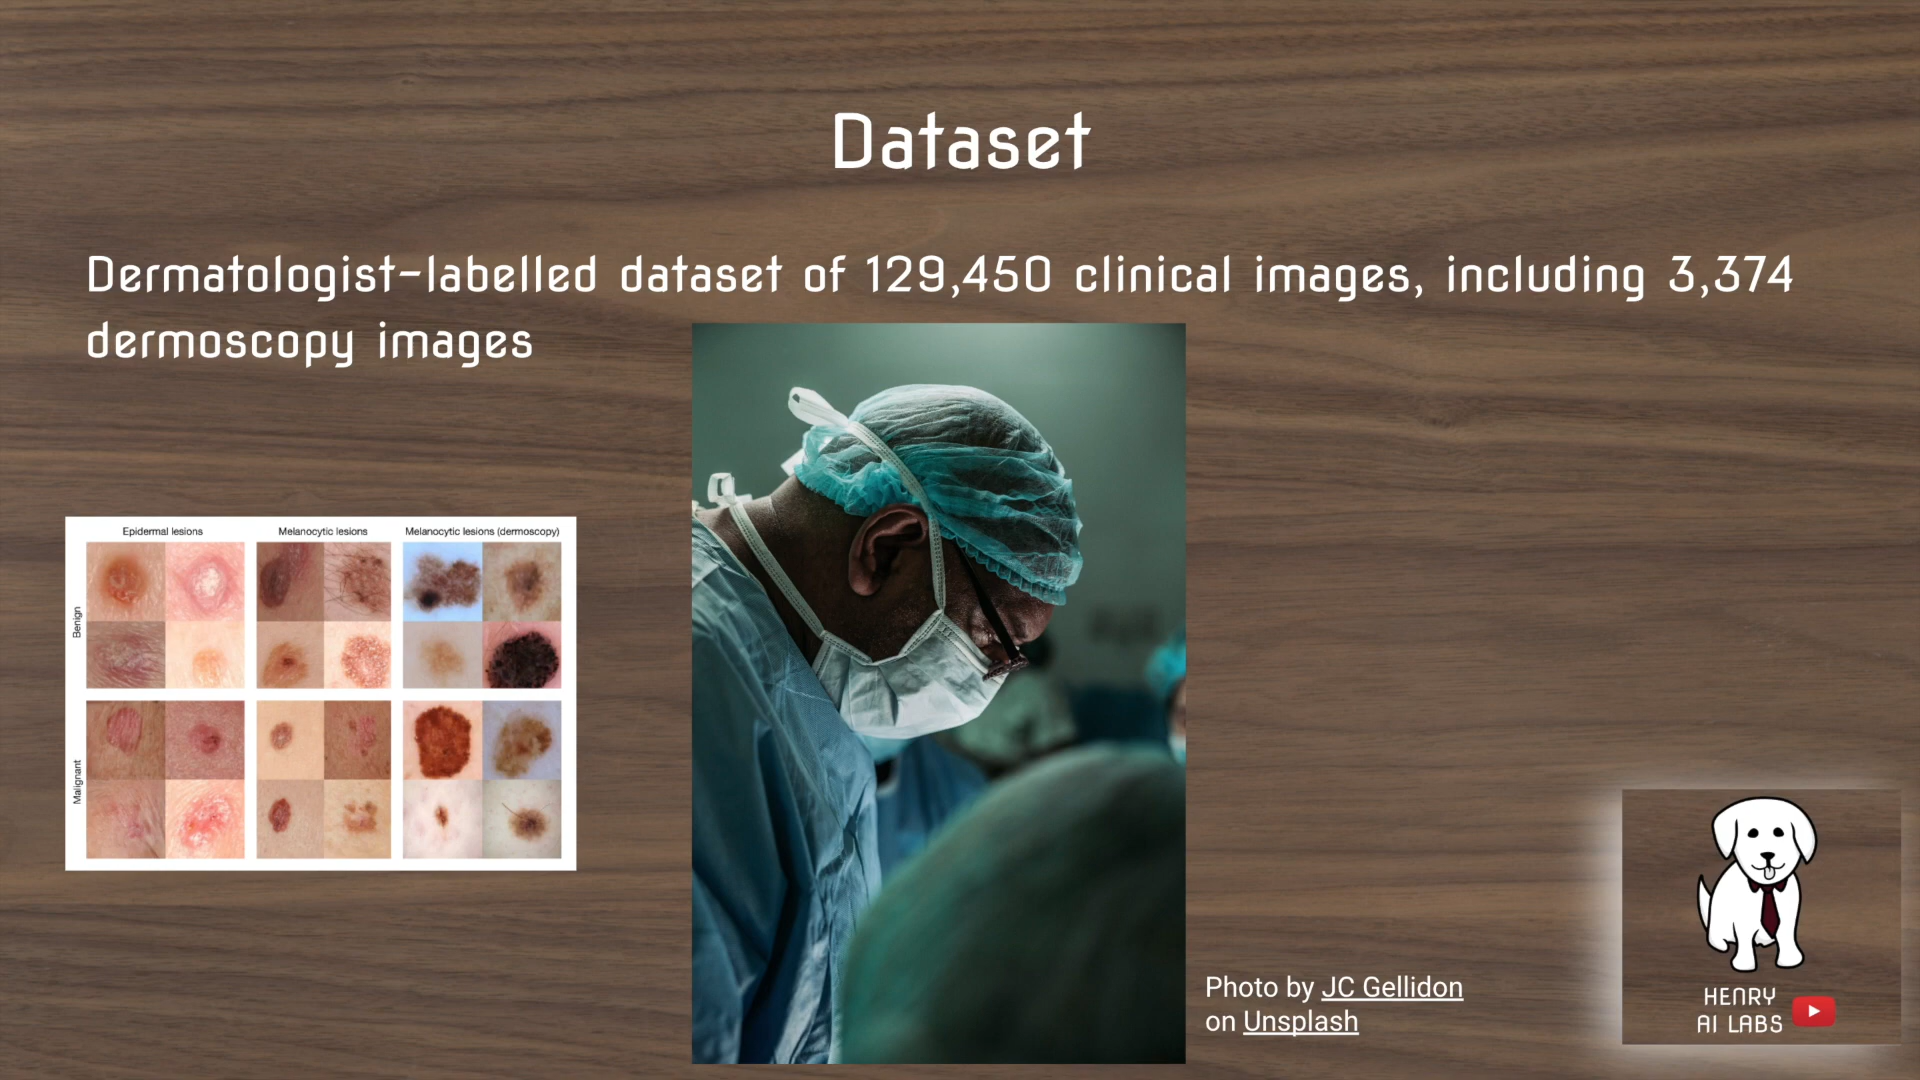 Dataset
Dermatologist-labelled dataset of 129,450 clinical images, including 3,374
dermoscopy images
Epidermal lesions
Melanocytic lesions
Melanocytic lesions (dermoscopy)
Benign
Malignant
Photo by JC Gellidon
on Unsplash
HENRY
AI LABS